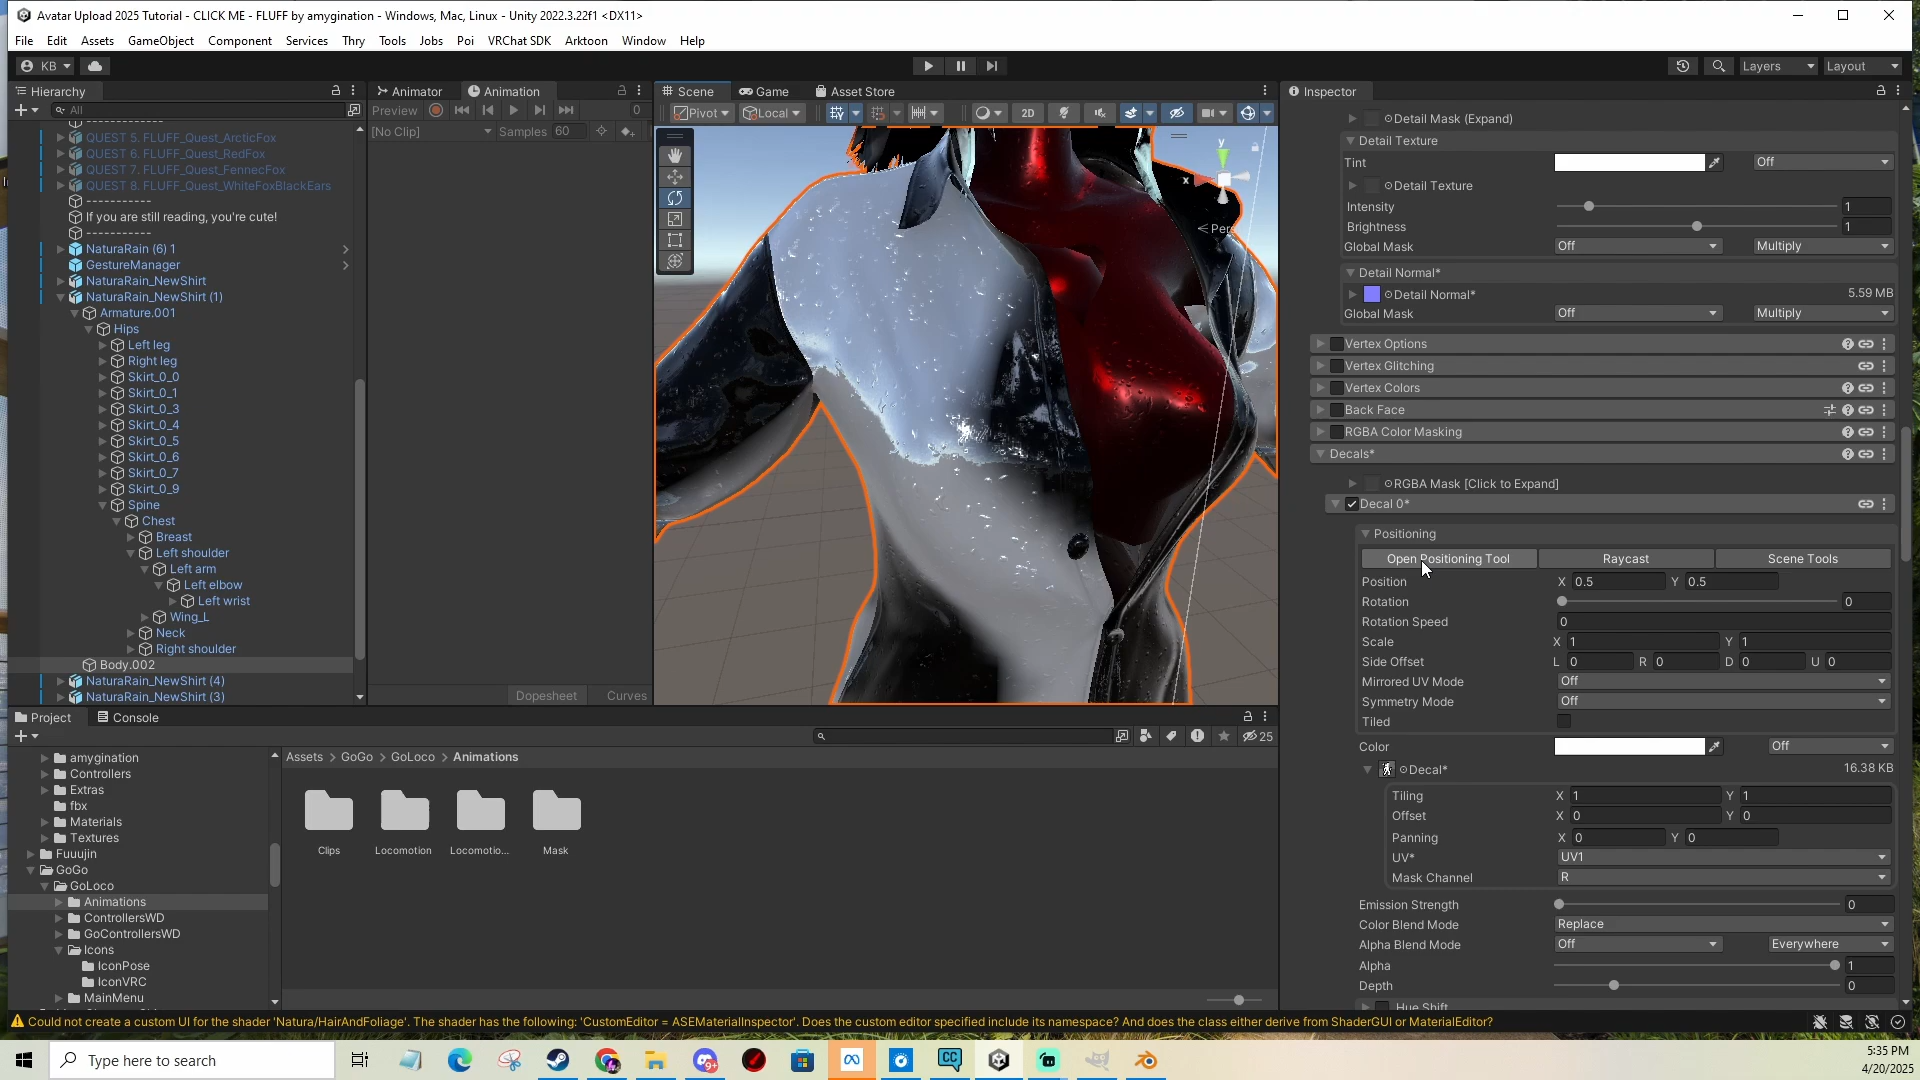 Avatar Upload 2025 Tutorial - CLICK ME - FLUFF by amygination - Windows, Mac, Linux - Unity 2022.3.22f1 <DX11>
File Edit Assets GameObject Component Services Thry Tools Jobs Poi VRChat SDK Arktoon Window Help
KB Layers Layout
Hierarchy
All
QUEST 5. FLUFF_Quest_ArcticFox
QUEST 6. FLUFF_Quest_RedFox
QUEST 7. FLUFF_Quest_FennecFox
QUEST 8. FLUFF_Quest_WhiteFoxBlackEars
-----------
If you are still reading, you're cute!
-----------
NaturaRain (6) 1
GestureManager
NaturaRain_NewShirt
NaturaRain_NewShirt (1)
Armature.001
Hips
Left leg
Right leg
Skirt_0_0
Skirt_0_1
Skirt_0_3
Skirt_0_4
Skirt_0_5
Skirt_0_6
Skirt_0_7
Skirt_0_9
Spine
Chest
Breast
Left shoulder
Left arm
Left elbow
Left wrist
Wing_L
Neck
Right shoulder
Body.002
NaturaRain_NewShirt (4)
NaturaRain_NewShirt (3)
Animator Animation
Preview 0
[No Clip] Samples 60
Dopesheet Curves
Scene Game Asset Store
Pivot Local 2D
y
x
< Pers
Inspector
Detail Mask (Expand)
Detail Texture
Tint Off
Detail Texture
Intensity 1
Brightness 1
Global Mask Off Multiply
Detail Normal*
Detail Normal* 5.59 MB
Global Mask Off Multiply
Vertex Options
Vertex Glitching
Vertex Colors
Back Face
RGBA Color Masking
Decals*
RGBA Mask [Click to Expand]
Decal 0*
Positioning
Open Positioning Tool Raycast Scene Tools
Position X 0.5 Y 0.5
Rotation 0
Rotation Speed 0
Scale X 1 Y 1
Side Offset L 0 R 0 D 0 U 0
Mirrored UV Mode Off
Symmetry Mode Off
Tiled
Color Off
Decal* 16.38 KB
Tiling X 1 Y 1
Offset X 0 Y 0
Panning X 0 Y 0
UV* UV1
Mask Channel R
Emission Strength 0
Color Blend Mode Replace
Alpha Blend Mode Off Everywhere
Alpha 1
Depth 0
Hue Shift
Project Console
25
amygination
Controllers
Extras
fbx
Materials
Textures
Fuuujin
GoGo
GoLoco
Animations
ControllersWD
GoControllersWD
Icons
IconPose
IconVRC
MainMenu
Assets > GoGo > GoLoco > Animations
Clips Locomotion Locomotio... Mask
Could not create a custom UI for the shader 'Natura/HairAndFoliage'. The shader has the following: 'CustomEditor = ASEMaterialInspector'. Does the custom editor specified include its namespace? And does the class either derive from ShaderGUI or MaterialEditor?
Type here to search
9+
CC
5:35 PM
4/20/2025